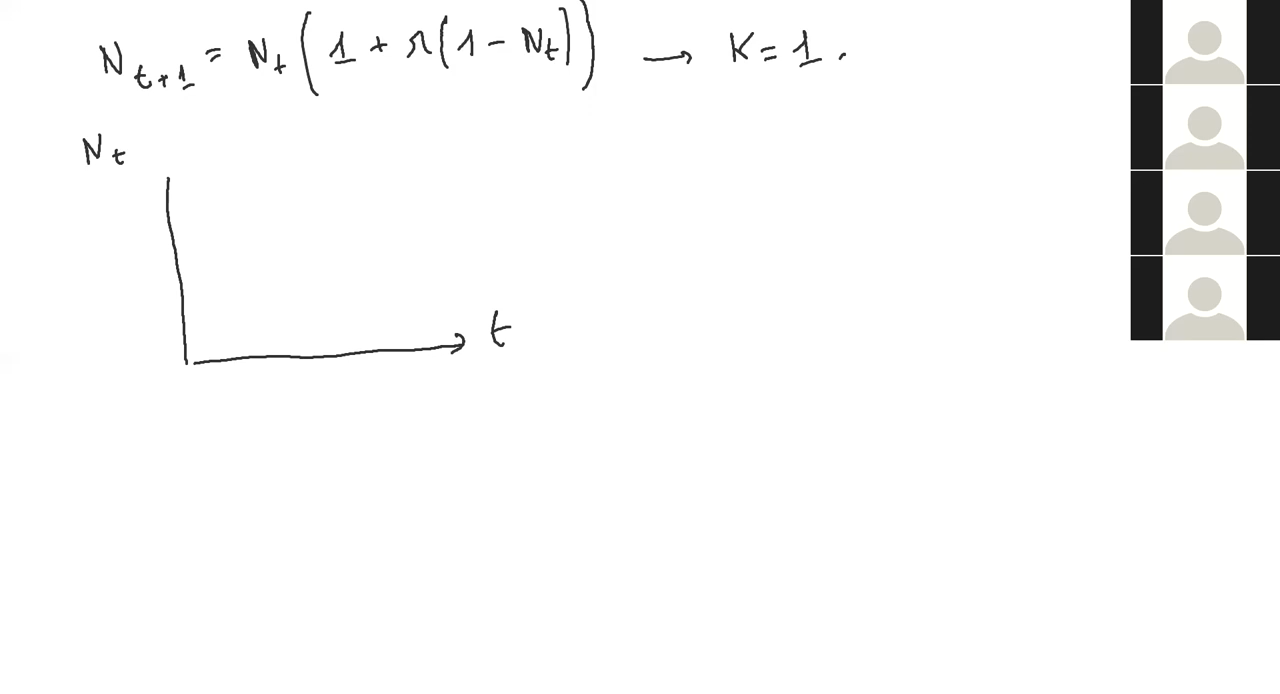 N_{t+1} = N_t (1 + r(1 - N_t)) → K = 1.
N_t
t